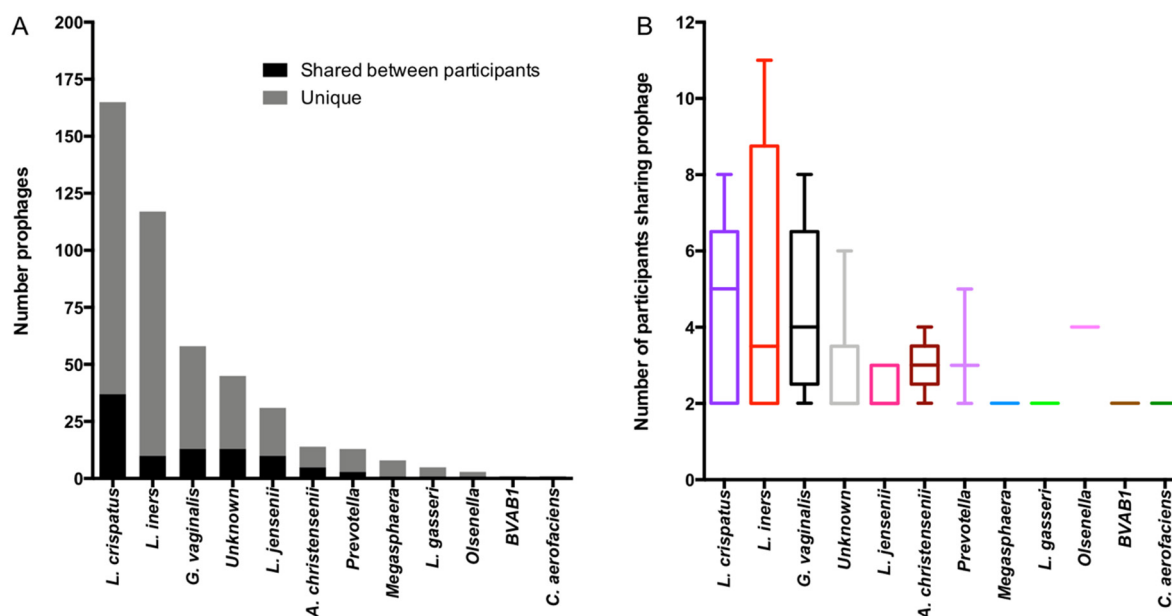 A
200
175
150
125
100
75
50
25
0
Number prophages
Shared between participants
Unique
L. crispatus
L. iners
G. vaginalis
Unknown
L. jensenii
A. christensenii
Prevotella
Megasphaera
L. gasseri
Olsenella
BVAB1
C. aerofaciens
B
12
10
8
6
4
2
0
Number of participants sharing prophage
L. crispatus
L. iners
G. vaginalis
Unknown
L. jensenii
A. christensenii
Prevotella
Megasphaera
L. gasseri
Olsenella
BVAB1
C. aerofaciens